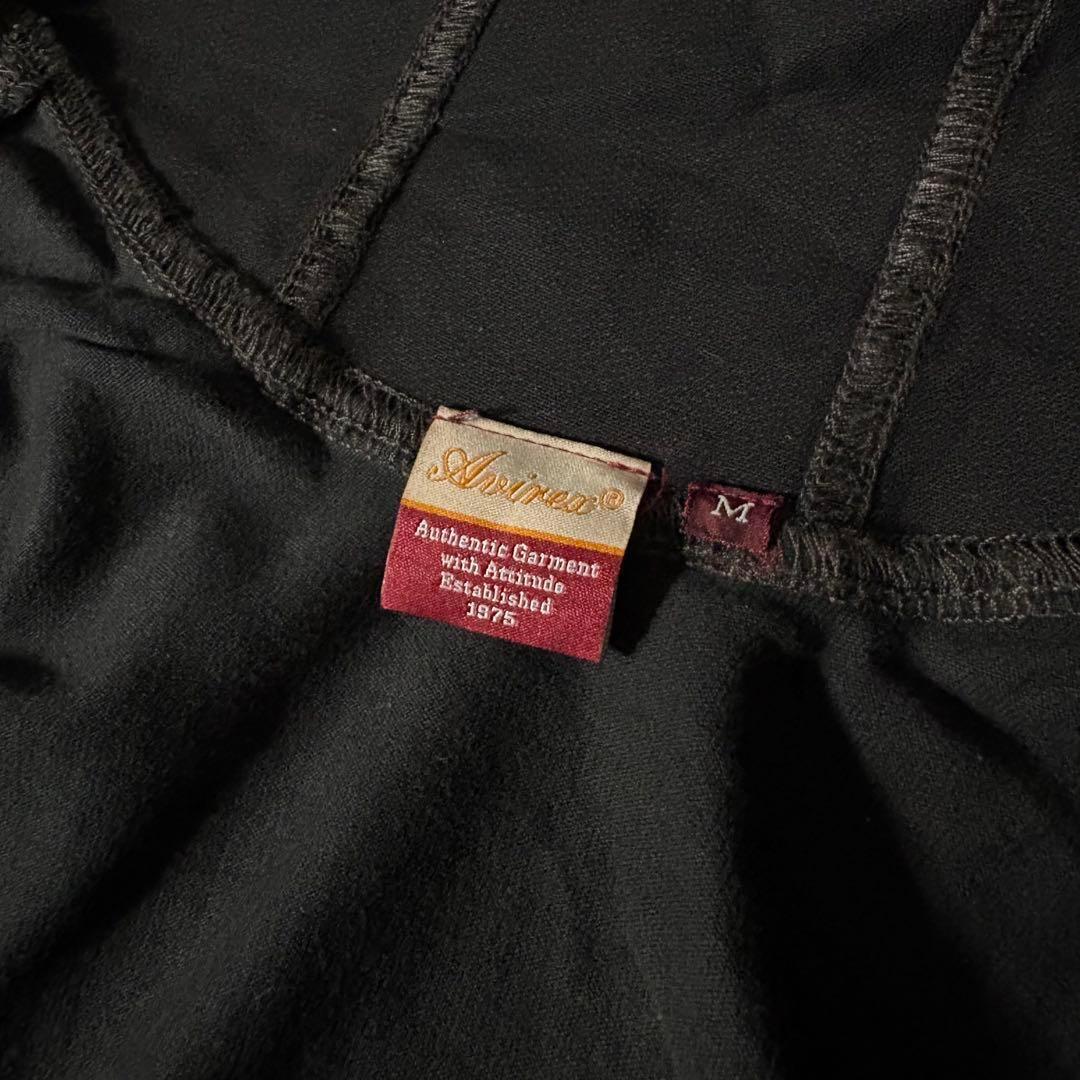 Avirex®
Authentic Garment
with Attitude
Established
1975
M